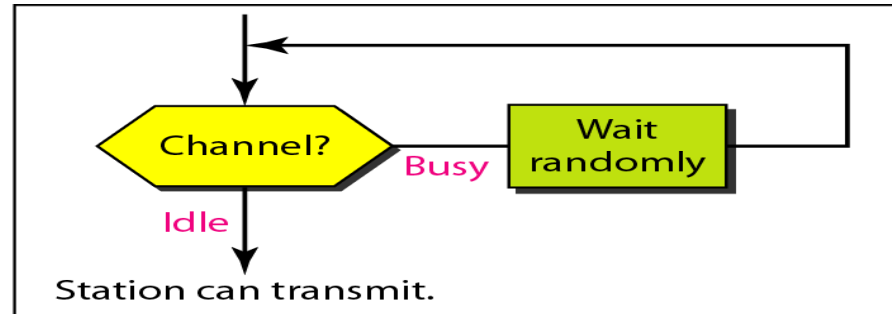 Channel?
Busy
Wait
randomly
Idle
Station can transmit.